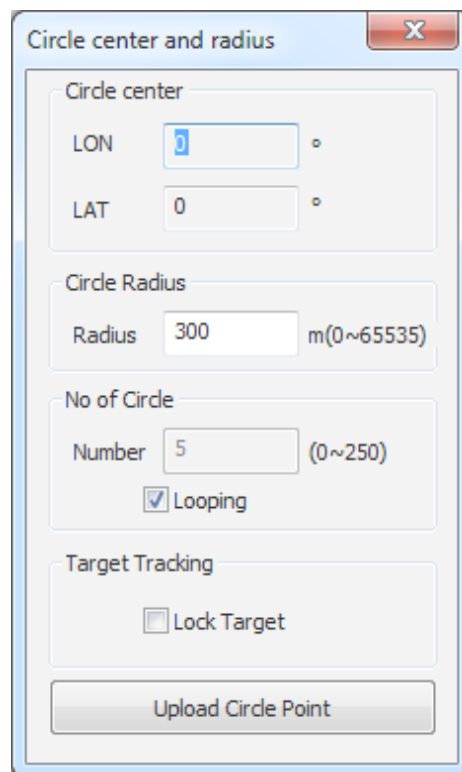 Circle center and radius
Circle center
LON 0 °
LAT 0 °
Circle Radius
Radius 300 m(0~65535)
No of Circle
Number 5 (0~250)
Looping
Target Tracking
Lock Target
Upload Circle Point